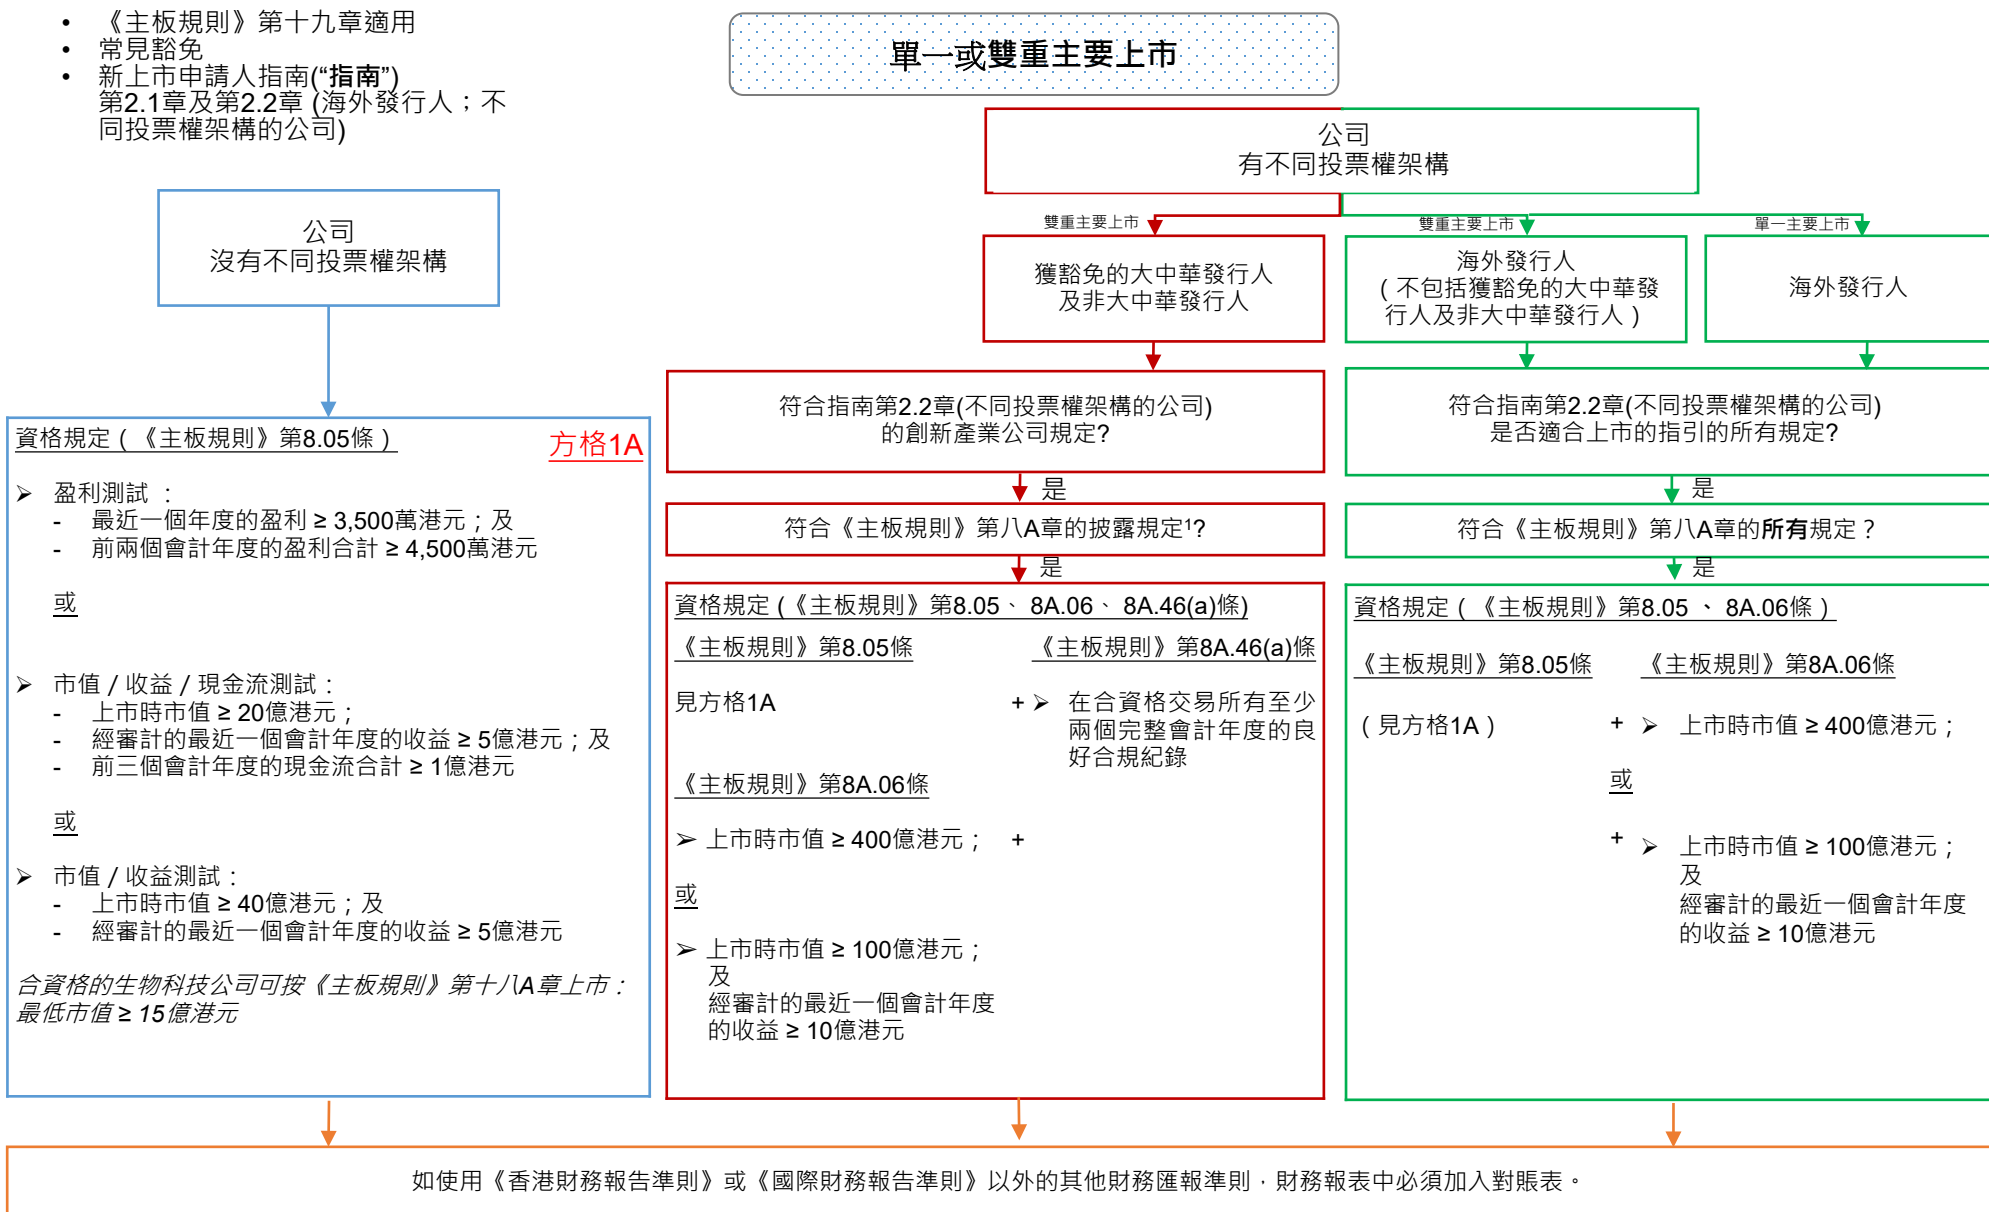 • 《主板規則》第十九章適用
• 常見豁免
• 新上市申請人指南(“指南”)
第2.1章及第2.2章 (海外發行人；不
同投票權架構的公司)
單一或雙重主要上市
公司
有不同投票權架構
公司
沒有不同投票權架構
雙重主要上市
雙重主要上市
單一主要上市
獲豁免的大中華發行人
及非大中華發行人
海外發行人
（不包括獲豁免的大中華發
行人及非大中華發行人）
海外發行人
符合指南第2.2章(不同投票權架構的公司)
的創新產業公司規定?
符合指南第2.2章(不同投票權架構的公司)
是否適合上市的指引的所有規定?
是
是
符合《主板規則》第八A章的披露規定¹?
符合《主板規則》第八A章的所有規定？
是
是
資格規定（《主板規則》第8.05條）
方格1A
➢ 盈利測試：
- 最近一個年度的盈利 ≥ 3,500萬港元；及
- 前兩個會計年度的盈利合計 ≥ 4,500萬港元
或
➢ 市值 / 收益 / 現金流測試：
- 上市時市值 ≥ 20億港元；
- 經審計的最近一個會計年度的收益 ≥ 5億港元；及
- 前三個會計年度的現金流合計 ≥ 1億港元
或
➢ 市值 / 收益測試：
- 上市時市值 ≥ 40億港元；及
- 經審計的最近一個會計年度的收益 ≥ 5億港元
合資格的生物科技公司可按《主板規則》第十八A章上市：
最低市值 ≥ 15億港元
資格規定 (《主板規則》第8.05、 8A.06、 8A.46(a)條)
《主板規則》第8.05條
《主板規則》第8A.46(a)條
見方格1A
+ ➢ 在合資格交易所有至少
兩個完整會計年度的良
好合規紀錄
《主板規則》第8A.06條
➢ 上市時市值 ≥ 400億港元； +
或
➢ 上市時市值 ≥ 100億港元；
及
經審計的最近一個會計年度
的收益 ≥ 10億港元
資格規定（《主板規則》第8.05 、 8A.06條）
《主板規則》第8.05條
《主板規則》第8A.06條
（見方格1A）
+ ➢ 上市時市值 ≥ 400億港元；
或
+ ➢ 上市時市值 ≥ 100億港元；
及
經審計的最近一個會計年度
的收益 ≥ 10億港元
如使用《香港財務報告準則》或《國際財務報告準則》以外的其他財務匯報準則，財務報表中必須加入對賬表。